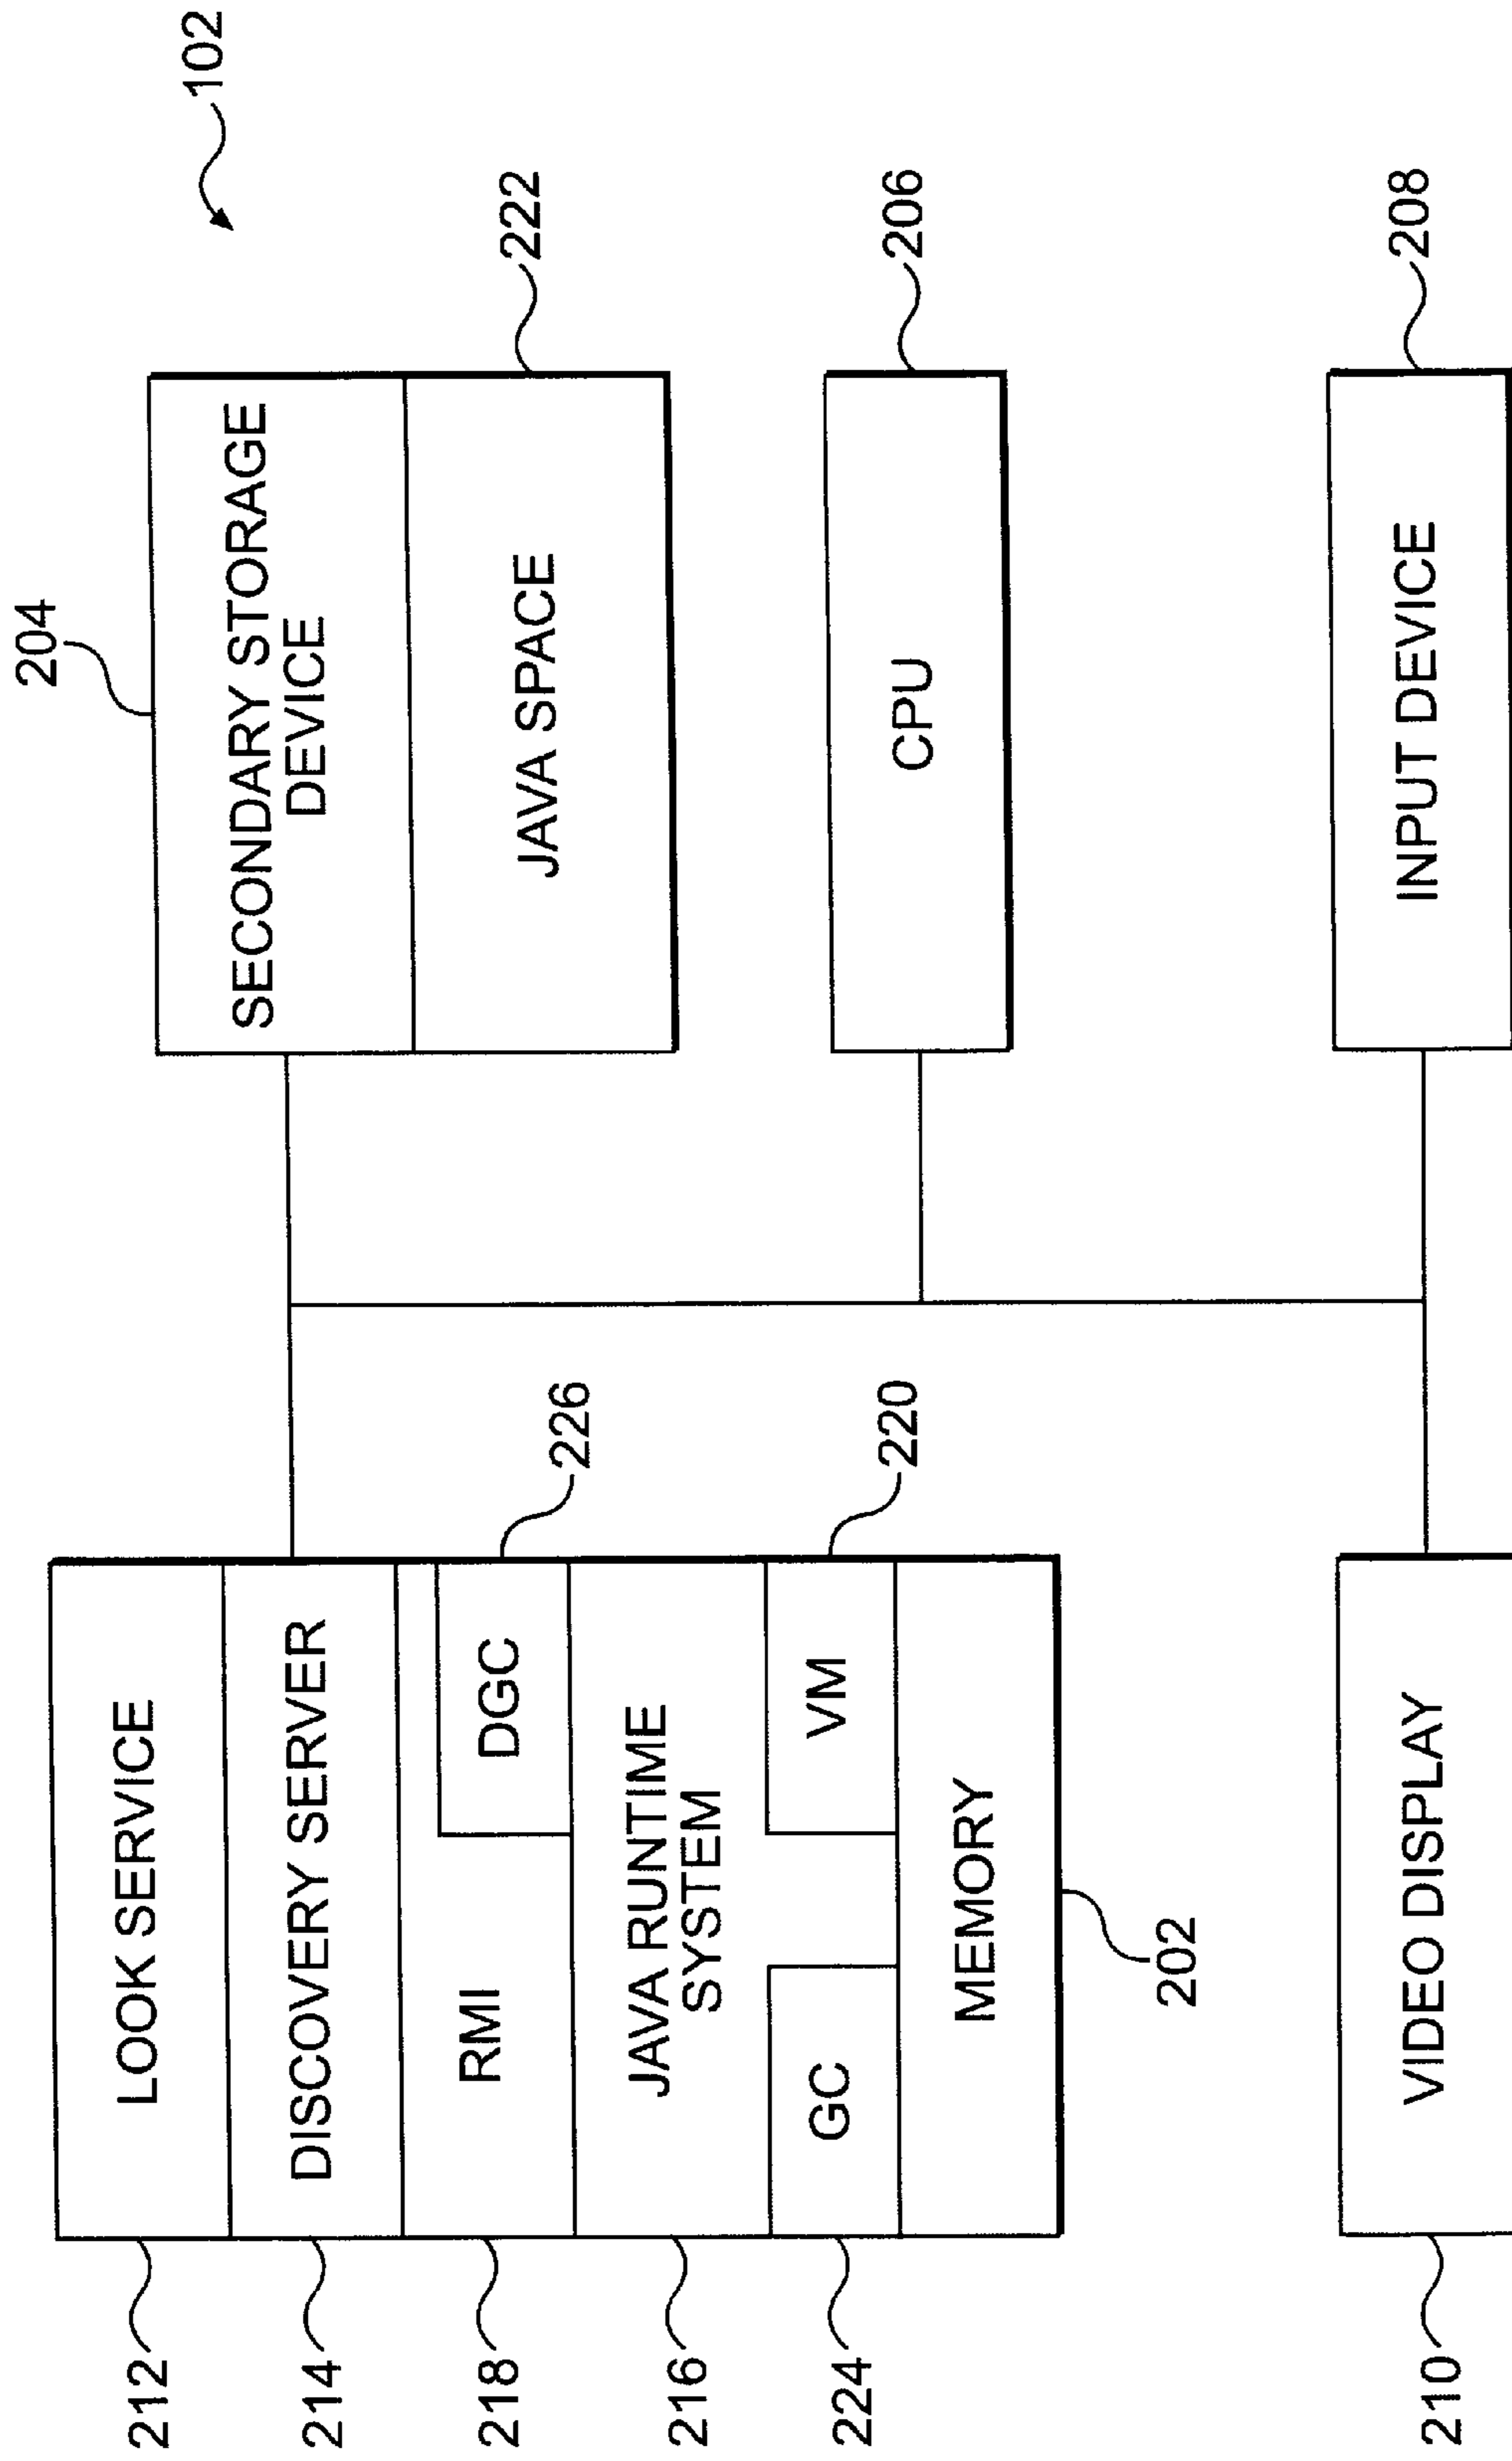 102
204
SECONDARY STORAGE
DEVICE
JAVA SPACE
222
CPU
206
INPUT DEVICE
208
212
LOOK SERVICE
214
DISCOVERY SERVER
218
RMI
DGC
226
216
JAVA RUNTIME
SYSTEM
224
GC
VM
220
MEMORY
202
210
VIDEO DISPLAY